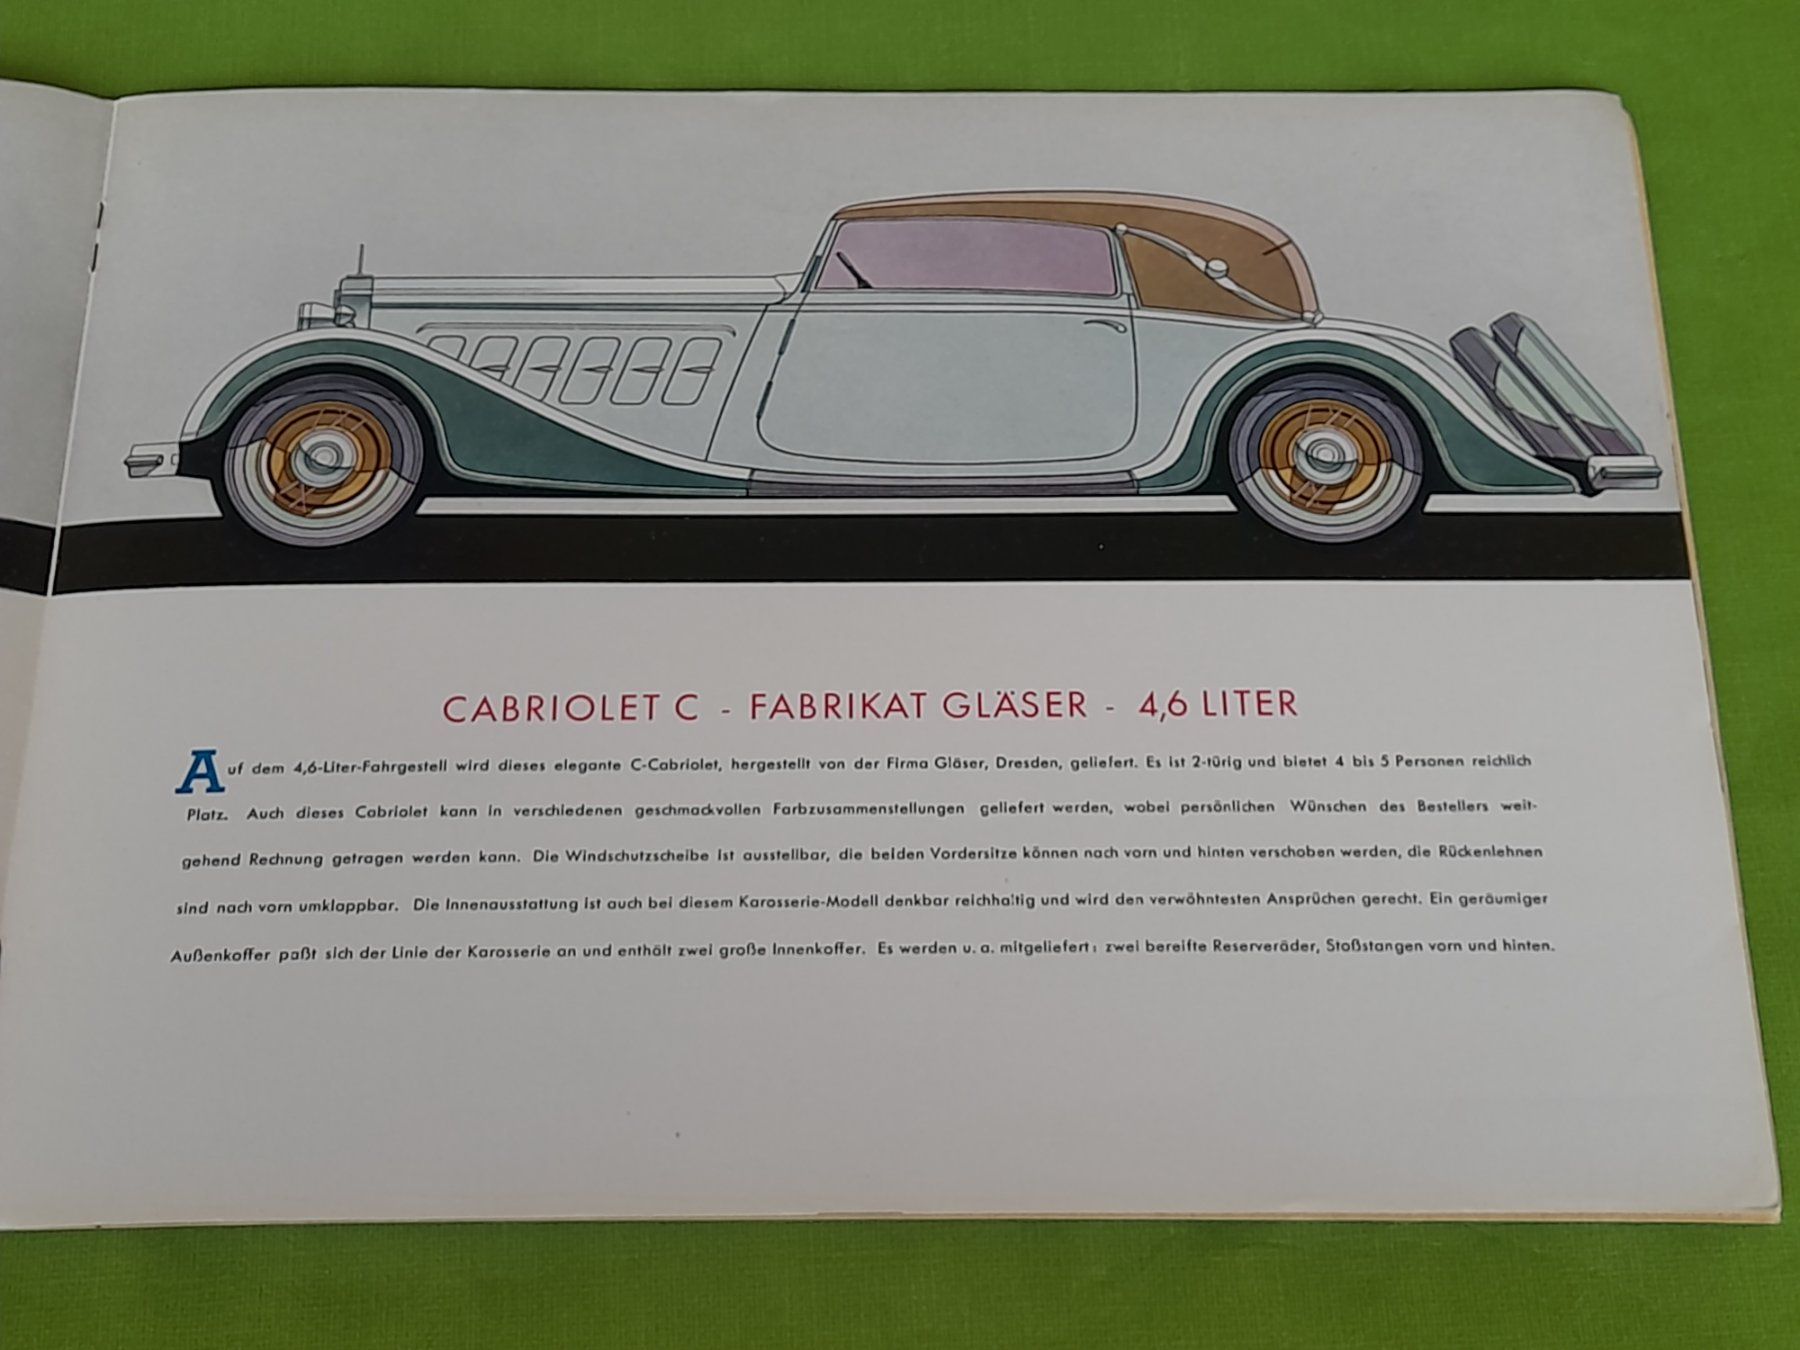 CABRIOLET C - FABRIKAT GLÄSER - 4,6 LITER
Auf dem 4,6-Liter-Fahrgestell wird dieses elegante C-Cabriolet, hergestellt von der Firma Gläser, Dresden, geliefert. Es ist 2-türig und bietet 4 bis 5 Personen reichlich
Platz. Auch dieses Cabriolet kann in verschiedenen geschmackvollen Farbzusammenstellungen geliefert werden, wobei persönlichen Wünschen des Bestellers weit-
gehend Rechnung getragen werden kann. Die Windschutzscheibe ist ausstellbar, die beiden Vordersitze können nach vorn und hinten verschoben werden, die Rückenlehnen
sind nach vorn umklappbar. Die Innenausstattung ist auch bei diesem Karosserie-Modell denkbar reichhaltig und wird den verwöhntesten Ansprüchen gerecht. Ein geräumiger
Außenkoffer paßt sich der Linie der Karosserie an und enthält zwei große Innenkoffer. Es werden u. a. mitgeliefert: zwei bereifte Reserveräder, Stoßstangen vorn und hinten.